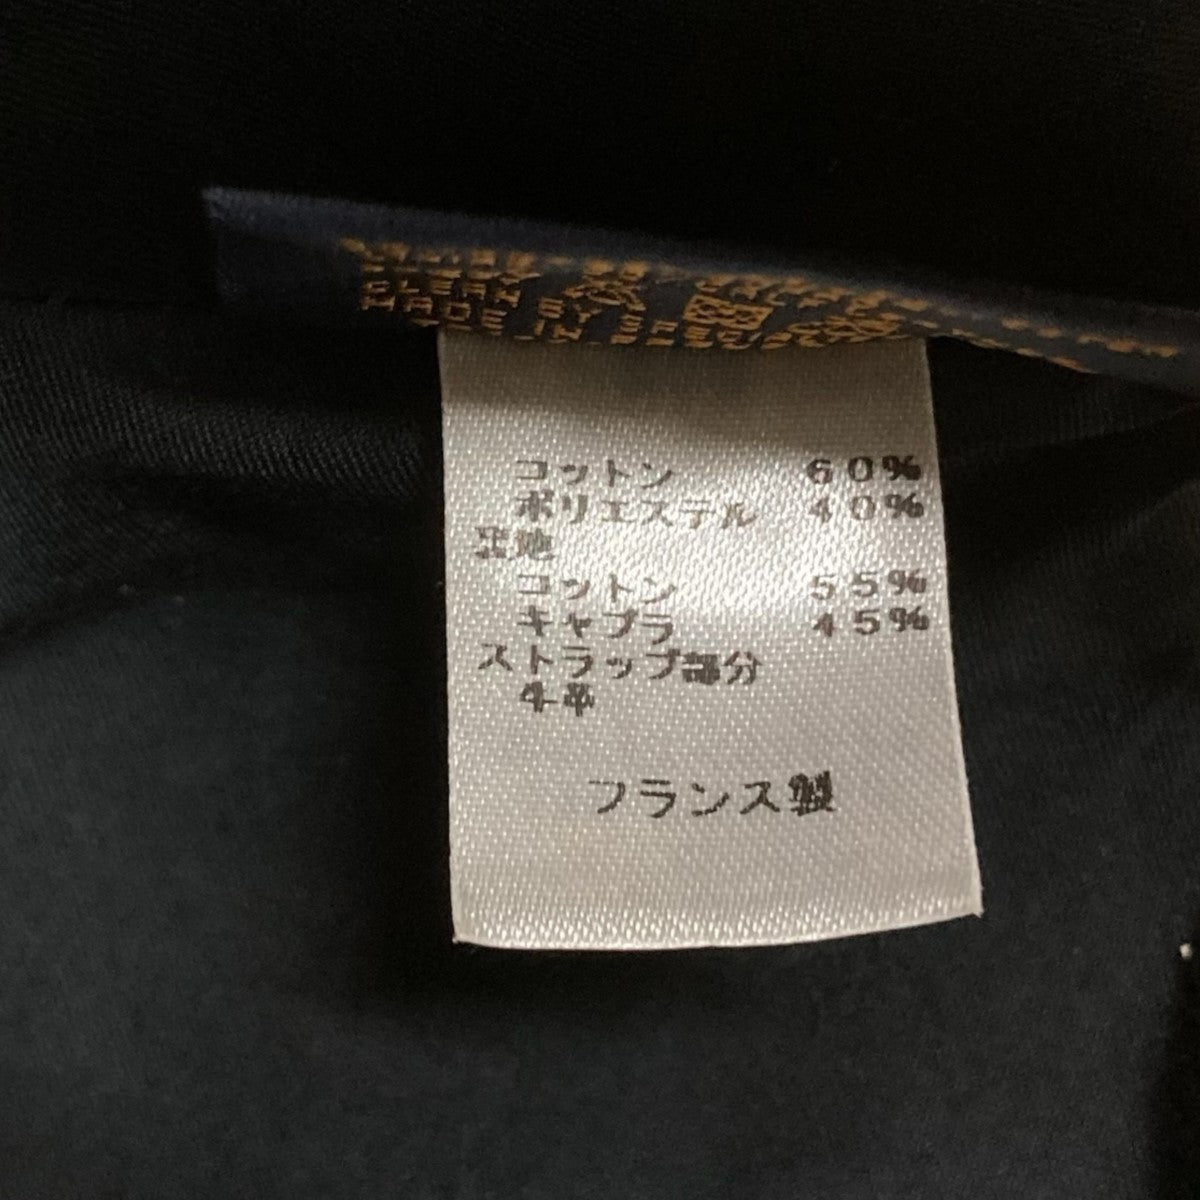 コットン 60%
ポリエステル 40%
裏地
コットン 55%
キャプラ 45%
ストラップ部分
牛革
フランス製